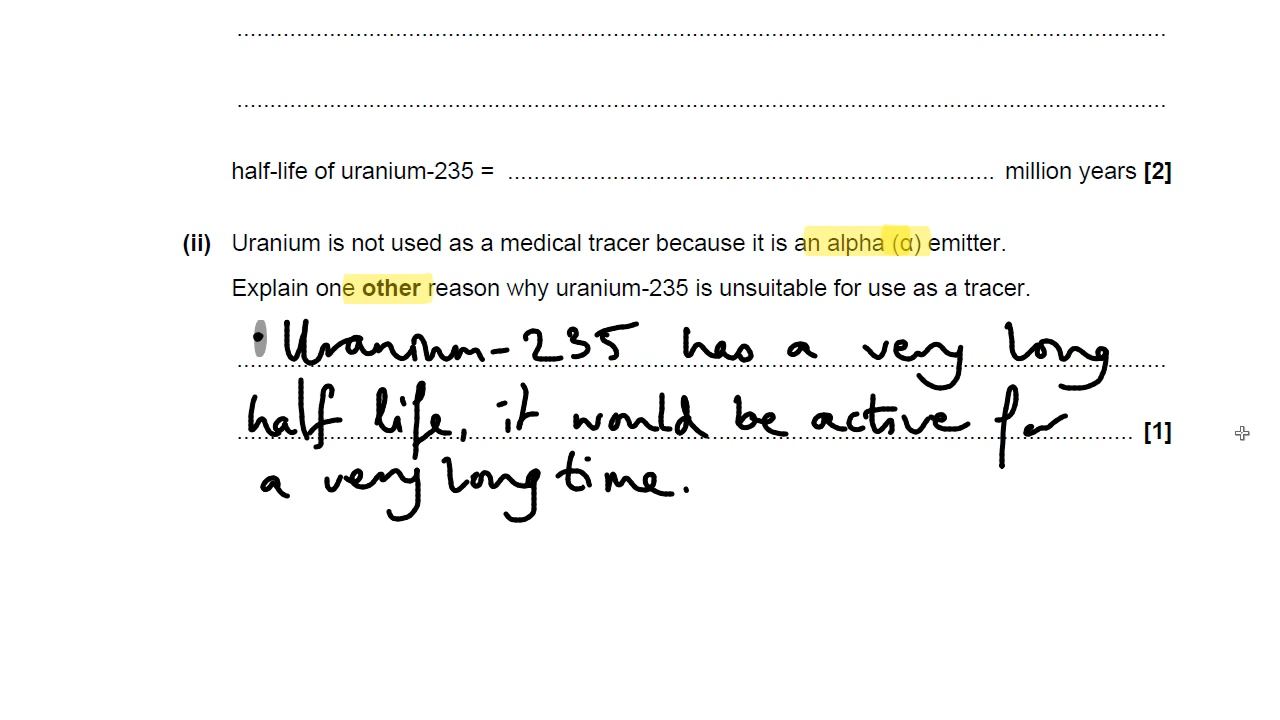 half-life of uranium-235 = ........................................................................... million years [2]
(ii) Uranium is not used as a medical tracer because it is an alpha (α) emitter.
Explain one other reason why uranium-235 is unsuitable for use as a tracer.
• Uranium-235 has a very long
half life, it would be active for [1]
a very long time.